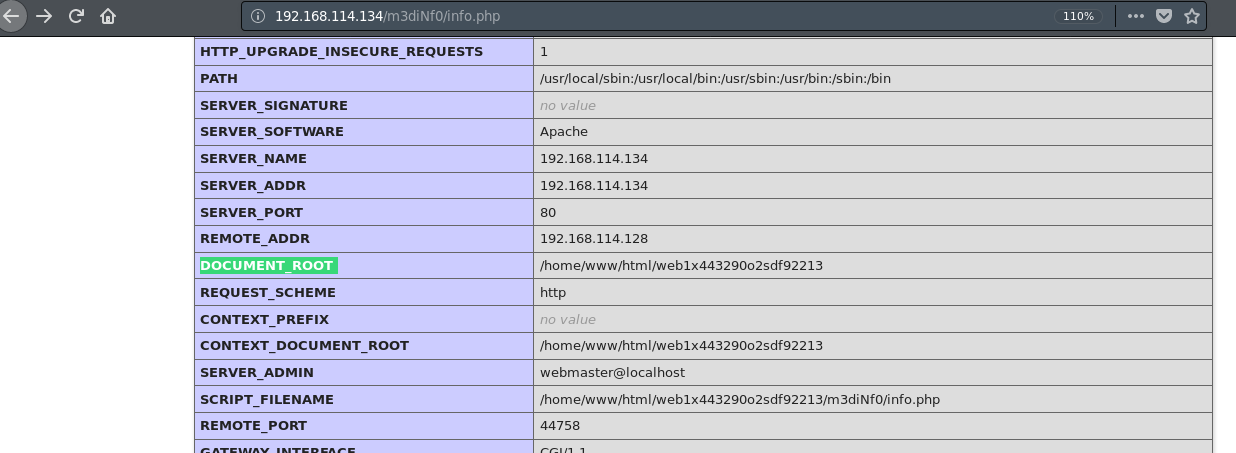 192.168.114.134/m3diNf0/info.php 110%
HTTP_UPGRADE_INSECURE_REQUESTS 1
PATH /usr/local/sbin:/usr/local/bin:/usr/sbin:/usr/bin:/sbin:/bin
SERVER_SIGNATURE no value
SERVER_SOFTWARE Apache
SERVER_NAME 192.168.114.134
SERVER_ADDR 192.168.114.134
SERVER_PORT 80
REMOTE_ADDR 192.168.114.128
DOCUMENT_ROOT /home/www/html/web1x443290o2sdf92213
REQUEST_SCHEME http
CONTEXT_PREFIX no value
CONTEXT_DOCUMENT_ROOT /home/www/html/web1x443290o2sdf92213
SERVER_ADMIN webmaster@localhost
SCRIPT_FILENAME /home/www/html/web1x443290o2sdf92213/m3diNf0/info.php
REMOTE_PORT 44758
GATEWAY_INTERFACE CGI/1.1